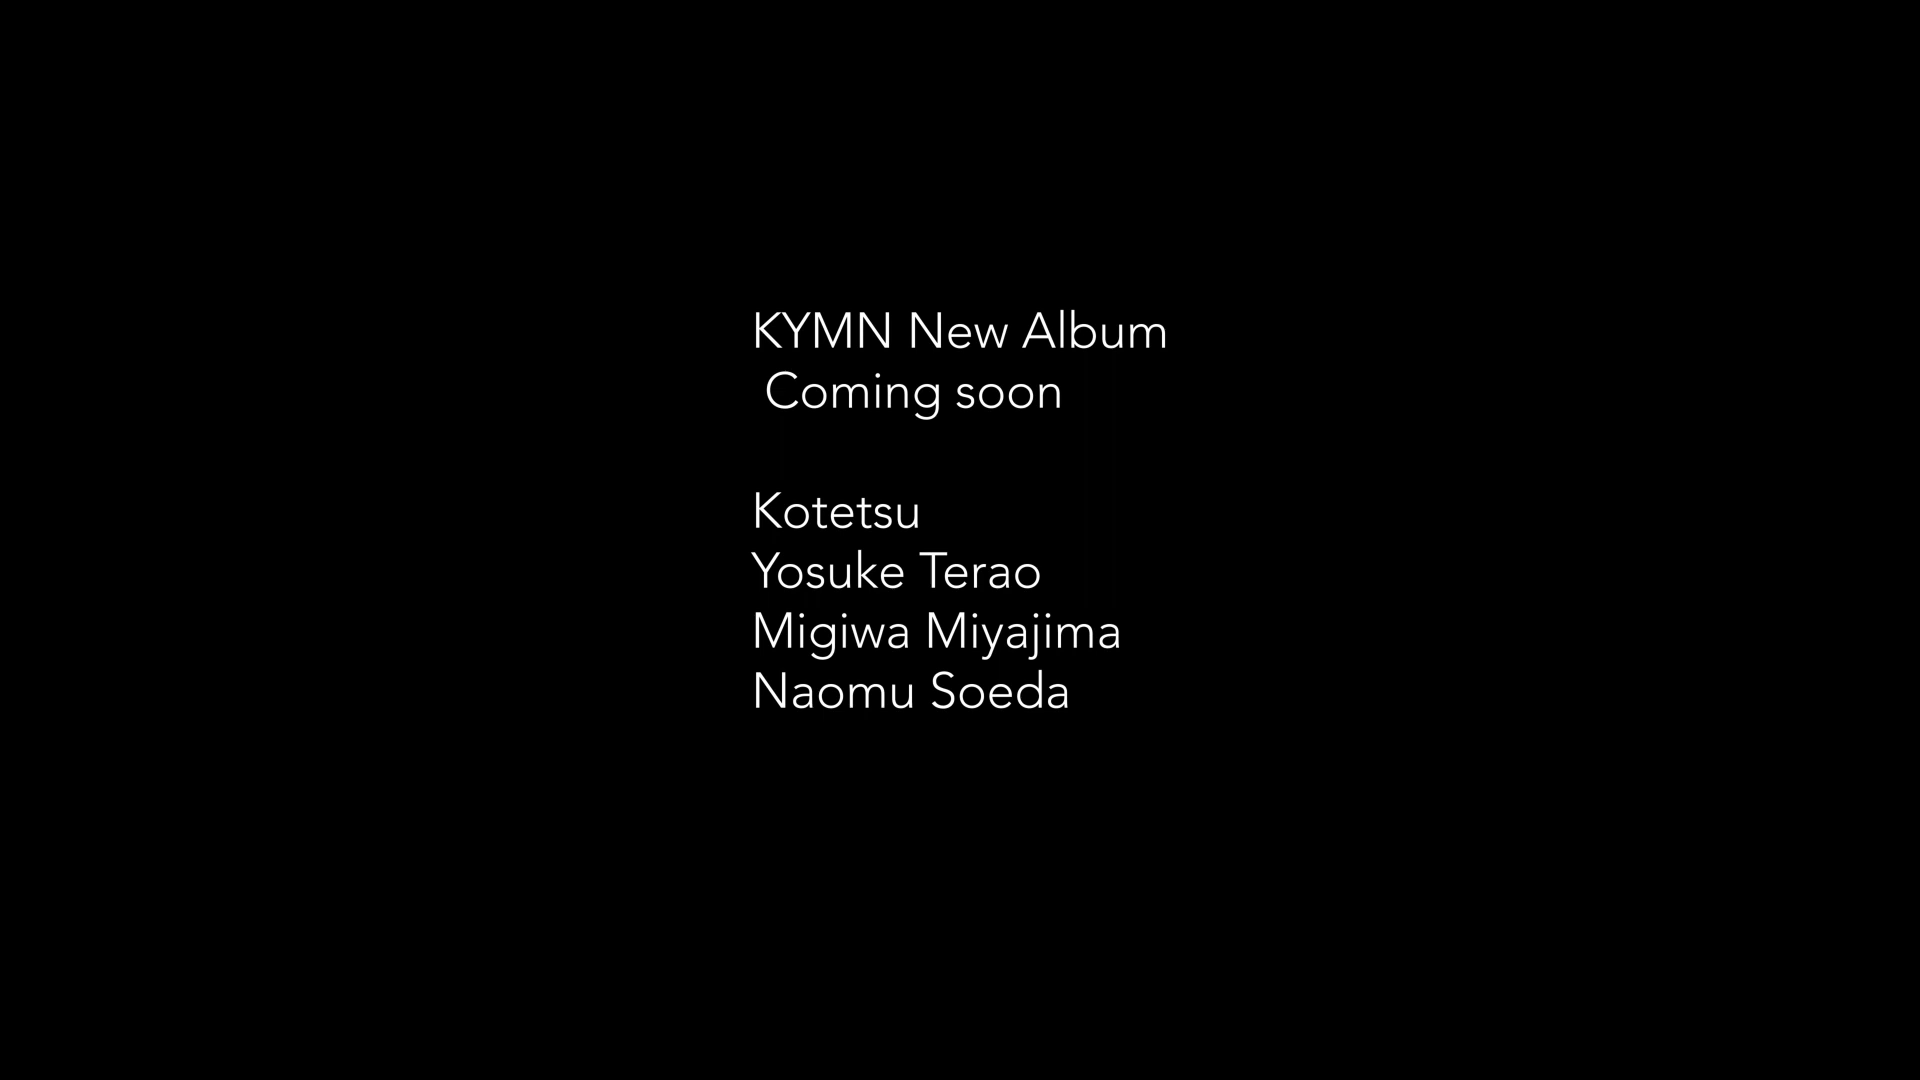 KYMN New Album
Coming soon
Kotetsu
Yosuke Terao
Migiwa Miyajima
Naomu Soeda